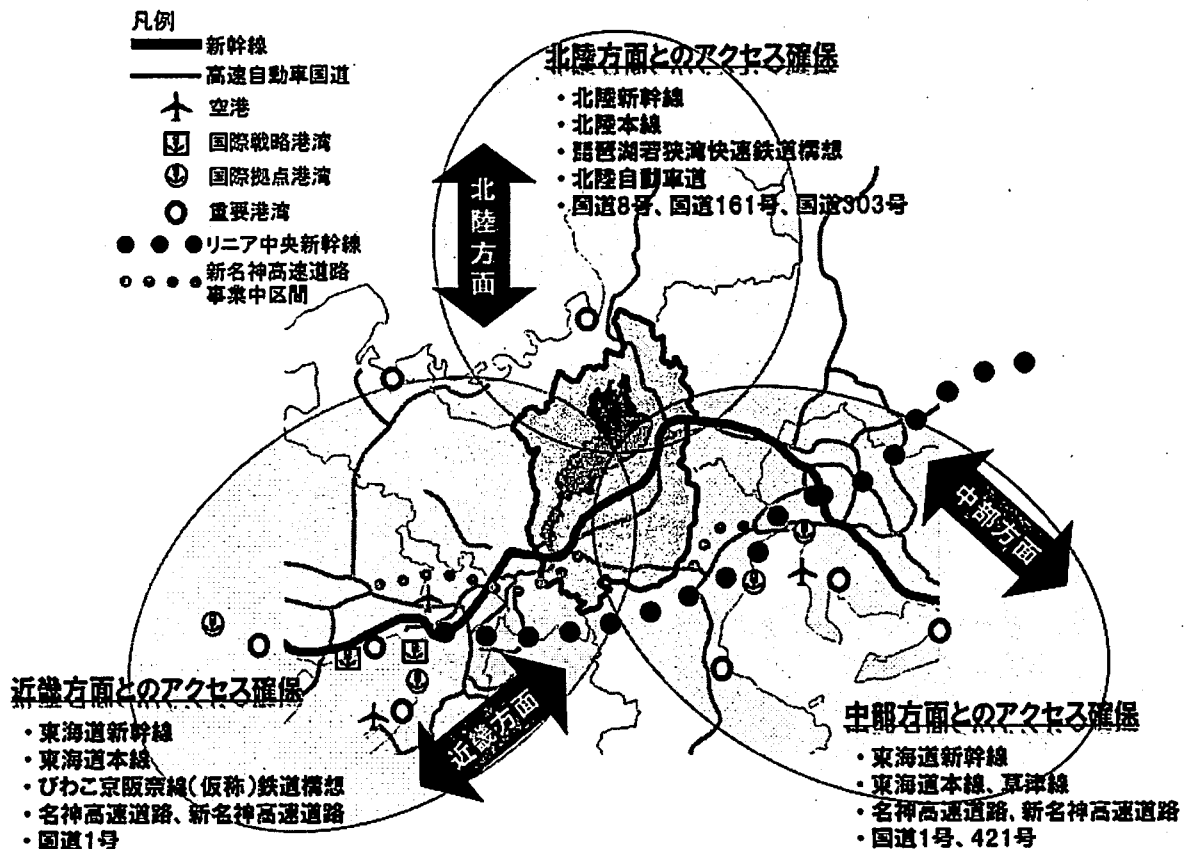 凡例
新幹線
高速自動車国道
空港
国際戦略港湾
国際拠点港湾
重要港湾
リニア中央新幹線
新名神高速道路
事業中区間
北陸方面とのアクセス確保
・北陸新幹線
・北陸本線
・琵琶湖若狭湾快速鉄道構想
・北陸自動車道
・国道8号、国道161号、国道303号
北陸方面
中部方面
近畿方面
近畿方面とのアクセス確保
・東海道新幹線
・東海道本線
・びわこ京阪奈線(仮称)鉄道構想
・名神高速道路、新名神高速道路
・国道1号
中部方面とのアクセス確保
・東海道新幹線
・東海道本線、草津線
・名神高速道路、新名神高速道路
・国道1号、421号